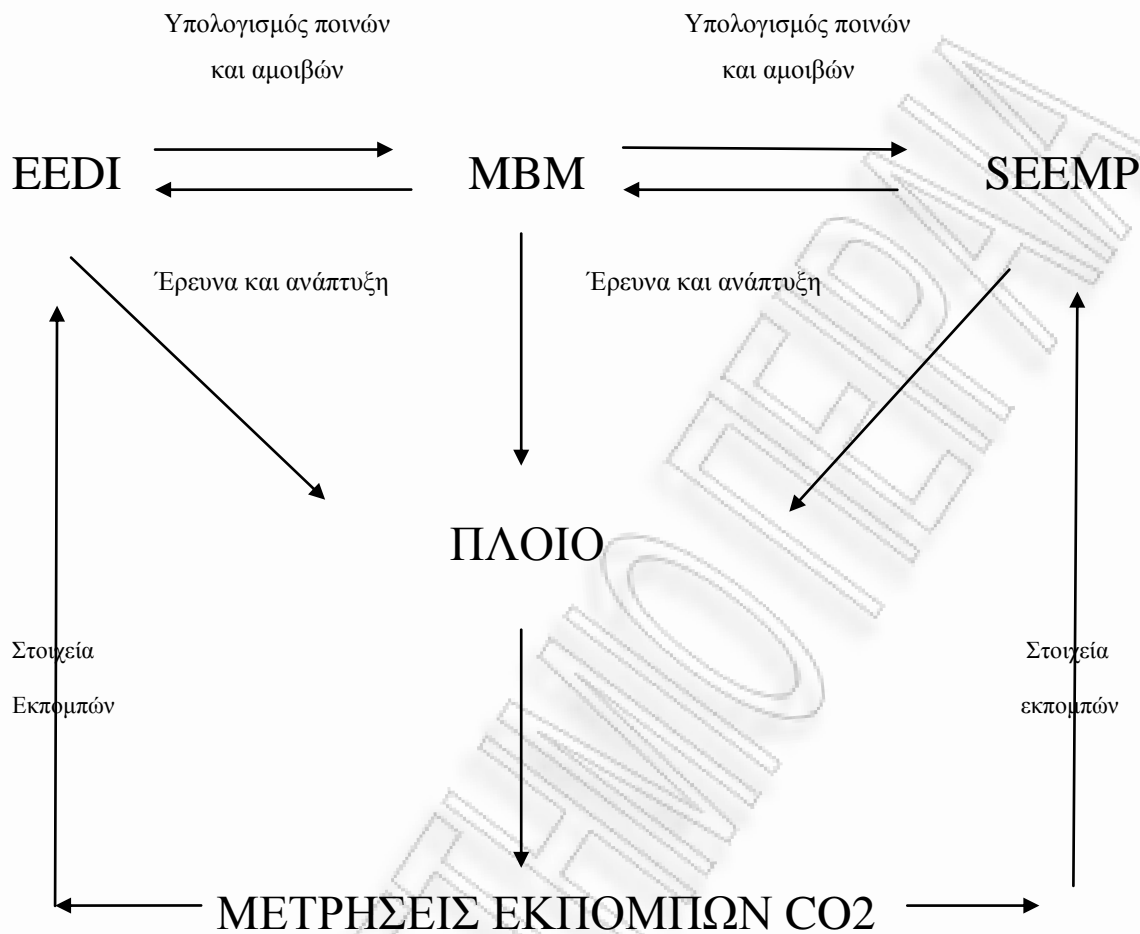 Υπολογισμός ποινών
και αμοιβών
Υπολογισμός ποινών
και αμοιβών
EEDI
MBM
SEEMP
Έρευνα και ανάπτυξη
Έρευνα και ανάπτυξη
ΠΛΟΙΟ
Στοιχεία
Εκπομπών
Στοιχεία
εκπομπών
ΜΕΤΡΗΣΕΙΣ ΕΚΠΟΜΠΩΝ CO2